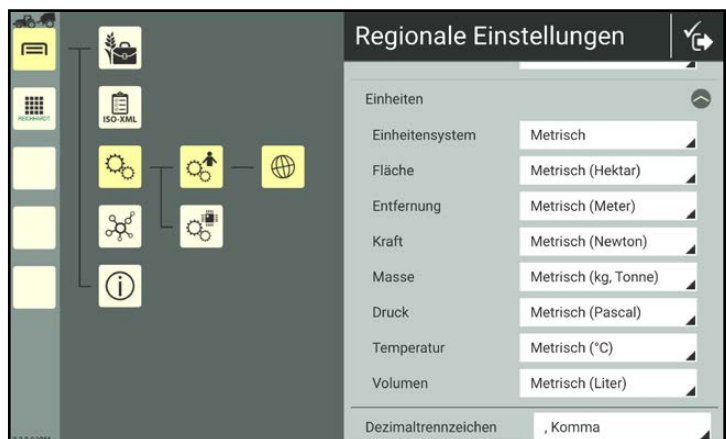 Regionale Einstellungen
REICHHARDT
ISO-XML
Einheiten
Einheitensystem Metrisch
Fläche Metrisch (Hektar)
Entfernung Metrisch (Meter)
Kraft Metrisch (Newton)
Masse Metrisch (kg, Tonne)
Druck Metrisch (Pascal)
Temperatur Metrisch (°C)
Volumen Metrisch (Liter)
Dezimaltrennzeichen , Komma